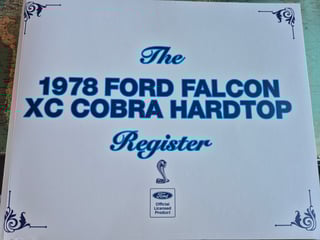 The
1978 FORD FALCON
XC COBRA HARDTOP
Register
Ford
Official
Licensed
Product